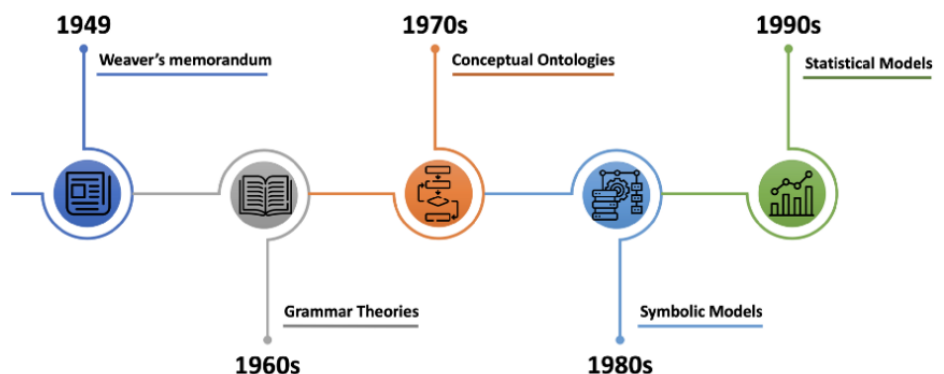 1949
Weaver's memorandum
1970s
Conceptual Ontologies
1990s
Statistical Models
Grammar Theories
1960s
Symbolic Models
1980s